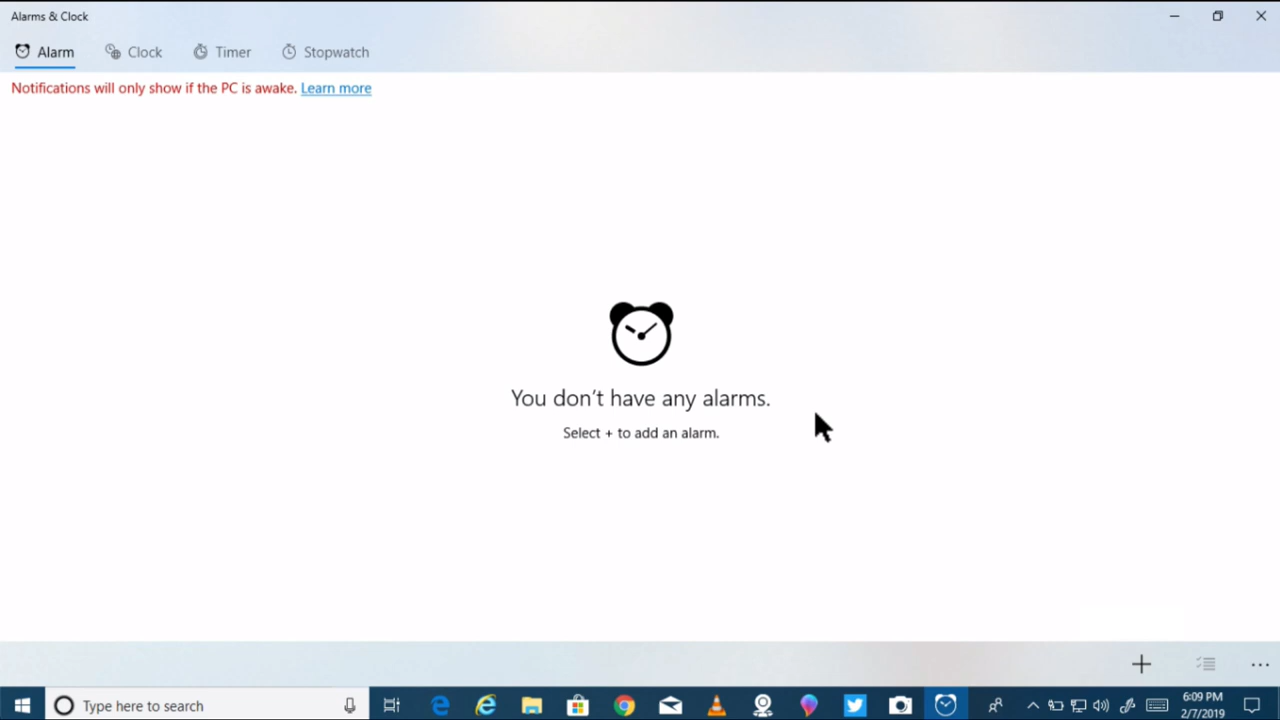 Alarms & Clock
Alarm Clock Timer Stopwatch
Notifications will only show if the PC is awake. Learn more
You don't have any alarms.
Select + to add an alarm.
Type here to search
6:09 PM
2/7/2019